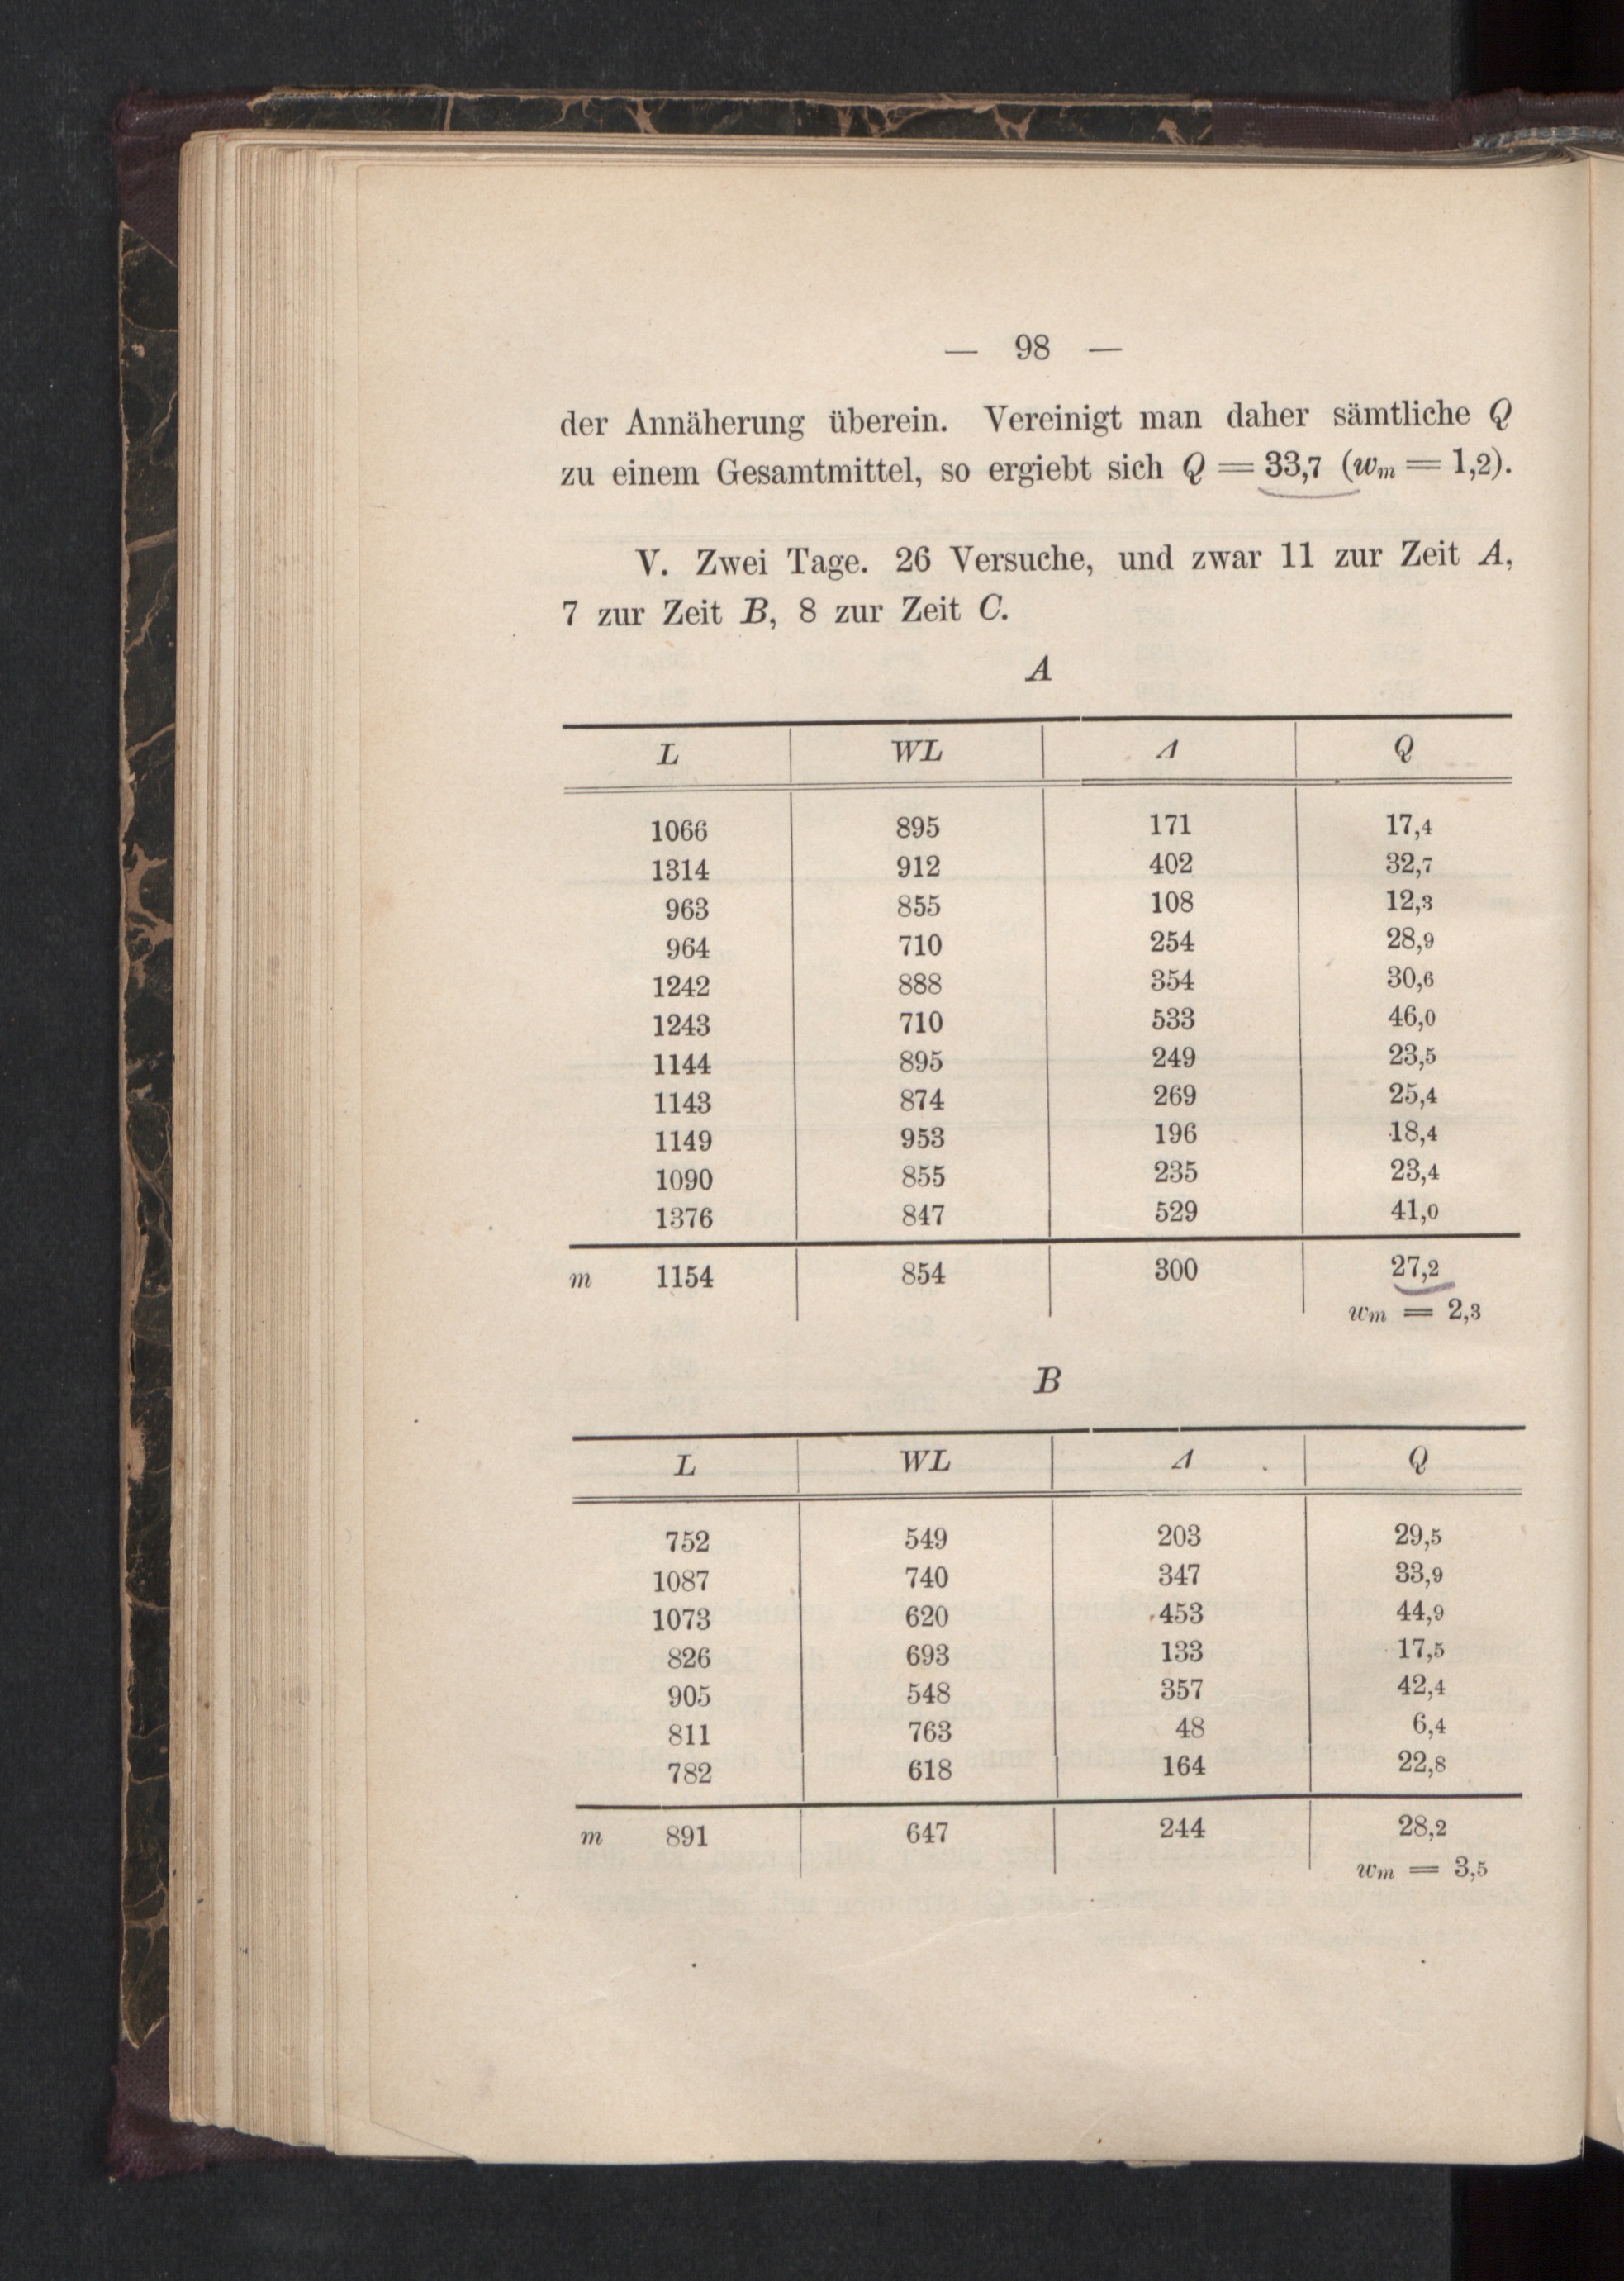 — 98 —
der Annäherung überein. Vereinigt man daher sämtliche Q
zu einem Gesamtmittel, so ergiebt sich Q = 33,7 (wm = 1,2).
V. Zwei Tage. 26 Versuche, und zwar 11 zur Zeit A,
7 zur Zeit B, 8 zur Zeit C.
A
L WL Δ Q
1066 895 171 17,4
1314 912 402 32,7
963 855 108 12,3
964 710 254 28,9
1242 888 354 30,6
1243 710 533 46,0
1144 895 249 23,5
1143 874 269 25,4
1149 953 196 18,4
1090 855 235 23,4
1376 847 529 41,0
m 1154 854 300 27,2
wm = 2,3
B
L WL Δ Q
752 549 203 29,5
1087 740 347 33,9
1073 620 453 44,9
826 693 133 17,5
905 548 357 42,4
811 763 48 6,4
782 618 164 22,8
m 891 647 244 28,2
wm = 3,5